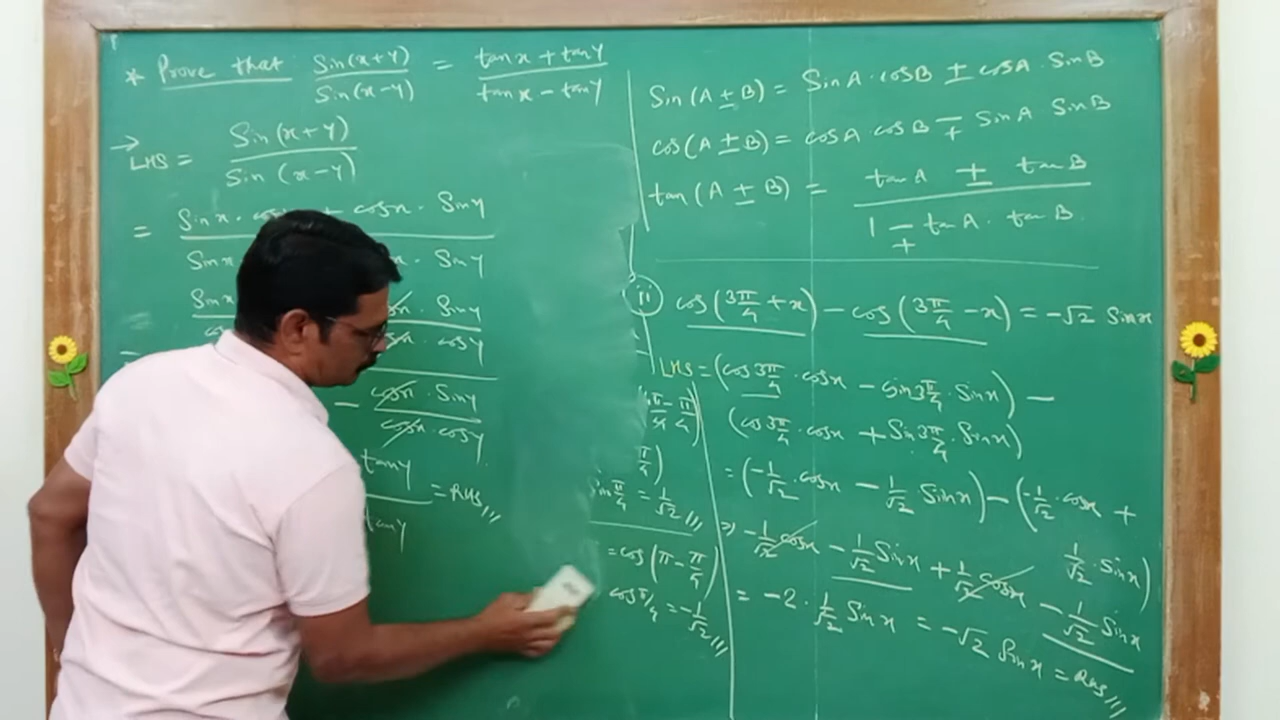 * Prove that Sin(x+y)/Sin(x-y) = tanx + tany/tanx - tany
→ LHS = Sin(x+y)/Sin(x-y)
= Sinx · cosx · Siny
Sinx · Siny
Sinx cosx · Siny
cosx · cosy
- cosx · Siny
cosx · cosy
tany = RHS
tany
Sin(A ± B) = SinA · cosB ± cosA · SinB
cos(A ± B) = cosA cosB ∓ SinA SinB
tan(A ± B) = tanA ± tanB / 1 ∓ tanA · tanB
ii cos(3π/4 + x) - cos(3π/4 - x) = -√2 Sinx
LHS = (cos3π/4 · cosx - Sin3π/4 · Sinx) -
(cos3π/4 · cosx + Sin3π/4 · Sinx)
= (-1/√2 · cosx - 1/√2 Sinx) - (-1/√2 · cosx +
1/√2 · Sinx)
⇒ -1/√2 cosx - 1/√2 Sinx + 1/√2 cosx - 1/√2 Sinx
= -2 · 1/√2 Sinx = -√2 Sinx = RHS
π/4 = 1/√2
= cos(π - π/4)
cosπ/4 = -1/√2